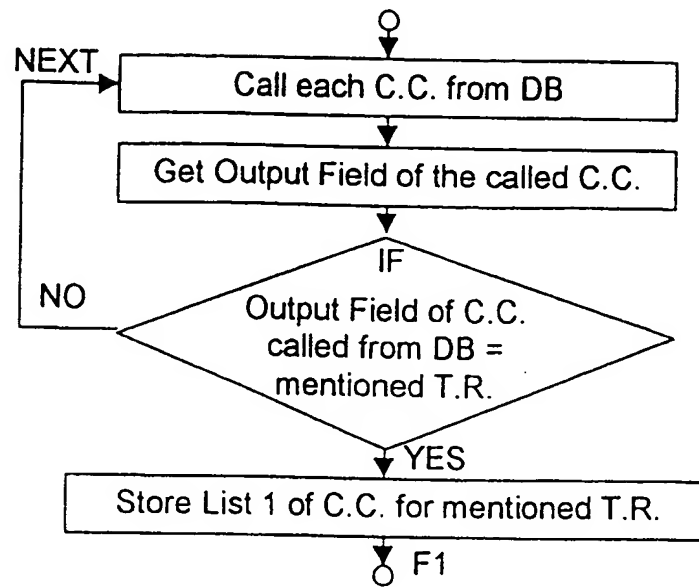 NEXT
Call each C.C. from DB
Get Output Field of the called C.C.
IF
NO
Output Field of C.C.
called from DB =
mentioned T.R.
YES
Store List 1 of C.C. for mentioned T.R.
F1